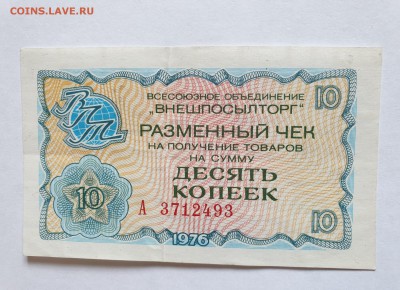 COINS.LAVE.RU
ВСЕСОЮЗНОЕ ОБЪЕДИНЕНИЕ 10
„ВНЕШПОСЫЛТОРГ"
ВПТ
РАЗМЕННЫЙ ЧЕК
НА ПОЛУЧЕНИЕ ТОВАРОВ
НА СУММУ
ДЕСЯТЬ
КОПЕЕК
10
А 3712493
10
1976